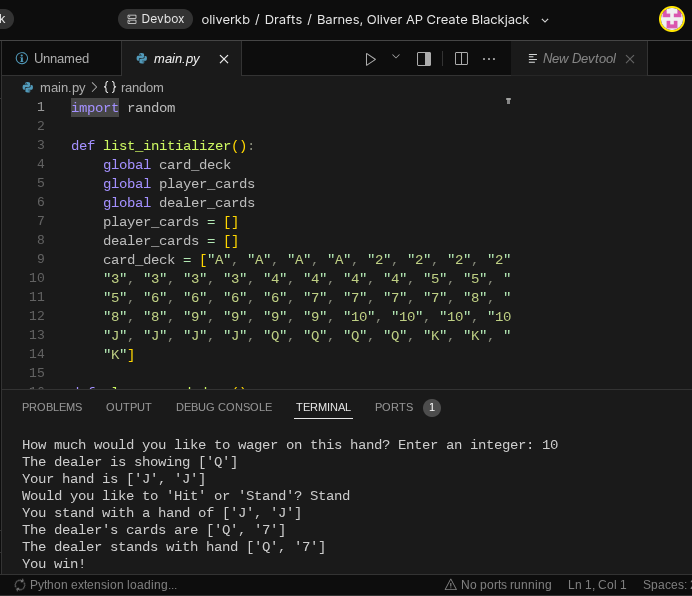 k Devbox oliverkb / Drafts / Barnes, Oliver AP Create Blackjack
Unnamed main.py New Devtool
main.py > {} random
1 import random
2
3 def list_initializer():
4 global card_deck
5 global player_cards
6 global dealer_cards
7 player_cards = []
8 dealer_cards = []
9 card_deck = ["A", "A", "A", "A", "2", "2", "2", "2"
10 "3", "3", "3", "3", "4", "4", "4", "4", "5", "5", "
11 "5", "6", "6", "6", "6", "7", "7", "7", "7", "8", "
12 "8", "8", "9", "9", "9", "9", "10", "10", "10", "10
13 "J", "J", "J", "J", "Q", "Q", "Q", "Q", "K", "K", "
14 "K"]
15
PROBLEMS OUTPUT DEBUG CONSOLE TERMINAL PORTS 1
How much would you like to wager on this hand? Enter an integer: 10
The dealer is showing ['Q']
Your hand is ['J', 'J']
Would you like to 'Hit' or 'Stand'? Stand
You stand with a hand of ['J', 'J']
The dealer's cards are ['Q', '7']
The dealer stands with hand ['Q', '7']
You win!
Python extension loading... No ports running Ln 1, Col 1 Spaces: